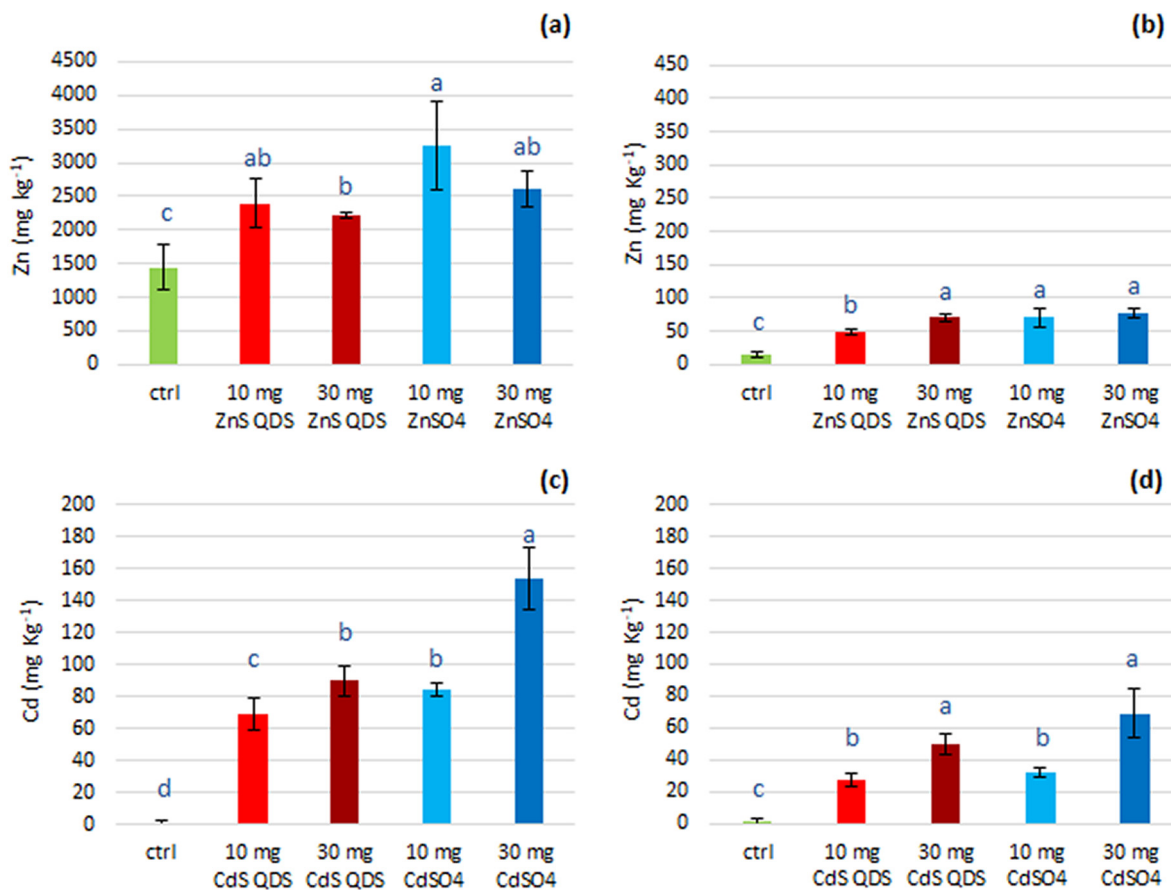 (a)
4500
4000
3500
3000
2500
2000
1500
1000
500
0
Zn (mg kg⁻¹)
c
ab
b
a
ab
ctrl 10 mg 30 mg 10 mg 30 mg
ZnS QDS ZnS QDS ZnSO4 ZnSO4
(b)
450
400
350
300
250
200
150
100
50
0
Zn (mg Kg⁻¹)
c
b
a
a
a
ctrl 10 mg 30 mg 10 mg 30 mg
ZnS QDS ZnS QDS ZnSO4 ZnSO4
(c)
200
180
160
140
120
100
80
60
40
20
0
Cd (mg Kg⁻¹)
d
c
b
b
a
ctrl 10 mg 30 mg 10 mg 30 mg
CdS QDS CdS QDS CdSO4 CdSO4
(d)
200
180
160
140
120
100
80
60
40
20
0
Cd (mg Kg⁻¹)
c
b
a
b
a
ctrl 10 mg 30 mg 10 mg 30 mg
CdS QDS CdS QDS CdSO4 CdSO4